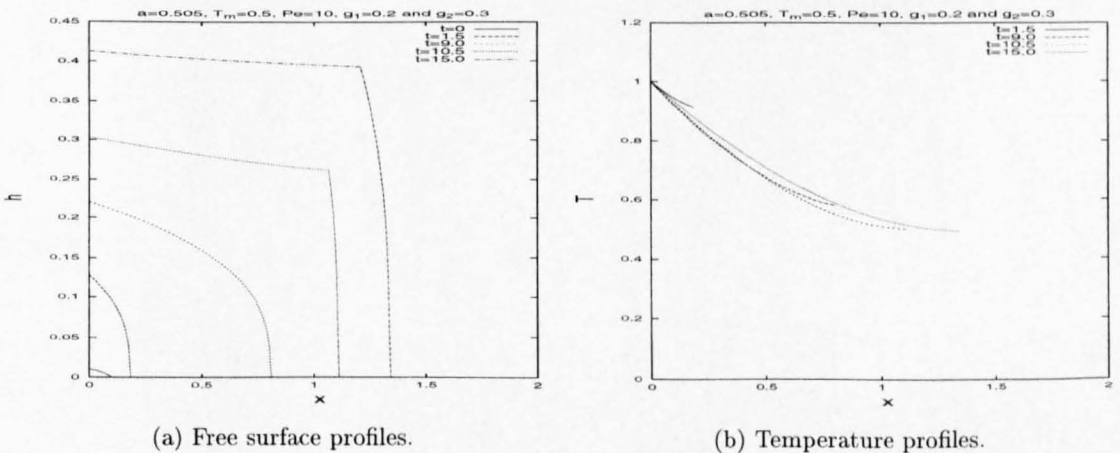 a=0.505, T_m=0.5, Pe=10, g_1=0.2 and g_2=0.3
t=0
t=1.5
t=9.0
t=10.5
t=15.0
0.45
0.4
0.35
0.3
0.25
0.2
0.15
0.1
0.05
0
h
0 0.5 1 1.5 2
x
(a) Free surface profiles.
a=0.505, T_m=0.5, Pe=10, g_1=0.2 and g_2=0.3
t=1.5
t=9.0
t=10.5
t=15.0
1.2
1
0.8
0.6
0.4
0.2
0
T
0 0.5 1 1.5 2
x
(b) Temperature profiles.